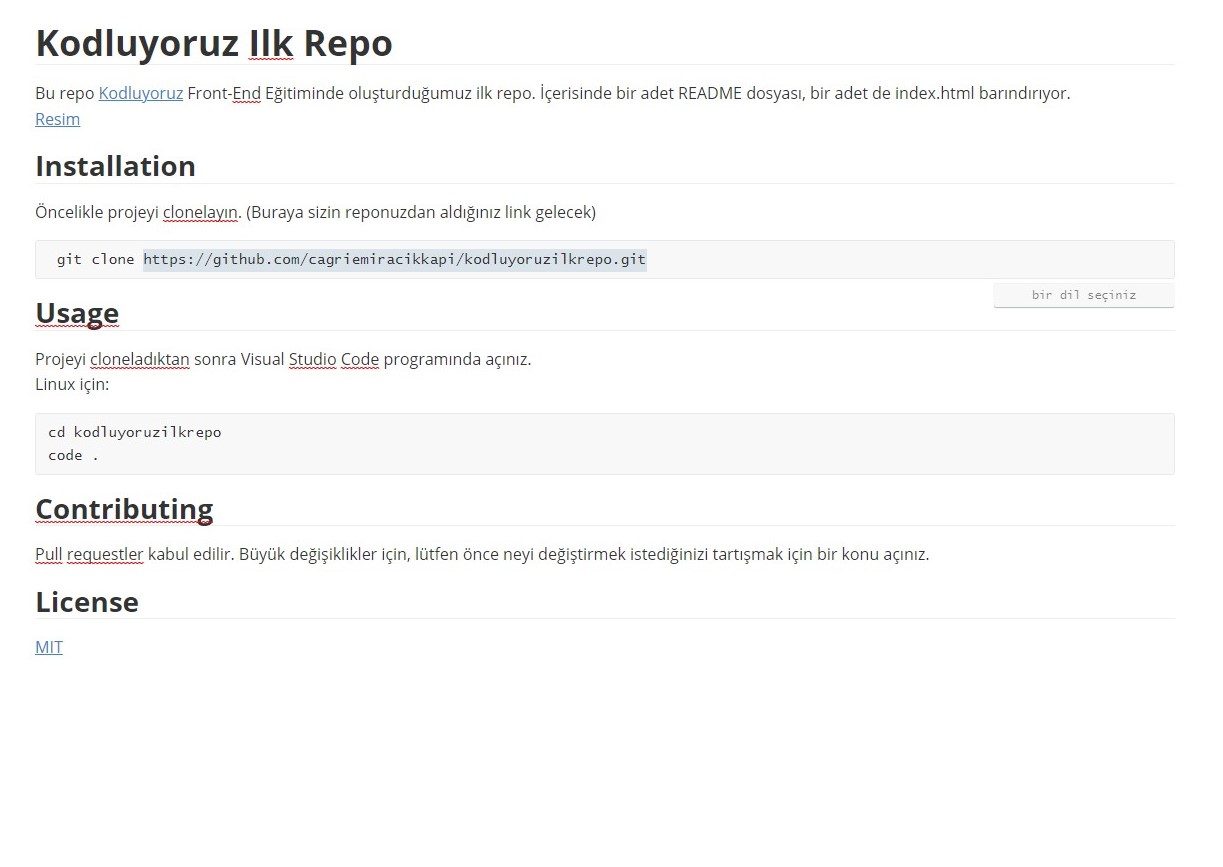 Kodluyoruz Ilk Repo
Bu repo Kodluyoruz Front-End Eğitiminde oluşturduğumuz ilk repo. İçerisinde bir adet README dosyası, bir adet de index.html barındırıyor.
Resim
Installation
Öncelikle projeyi clonelayın. (Buraya sizin reponuzdan aldığınız link gelecek)
git clone https://github.com/cagriemiracikkapi/kodluyoruzilkrepo.git
bir dil seçiniz
Usage
Projeyi cloneladıktan sonra Visual Studio Code programında açınız.
Linux için:
cd kodluyoruzilkrepo
code .
Contributing
Pull requestler kabul edilir. Büyük değişiklikler için, lütfen önce neyi değiştirmek istediğinizi tartışmak için bir konu açınız.
License
MIT